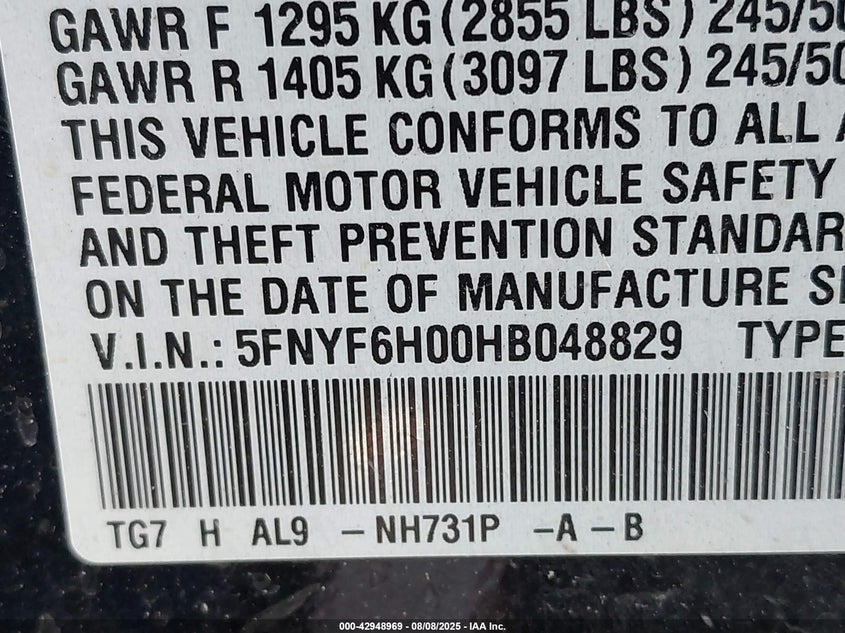 GAWR F 1295 KG (2855 LBS) 245/50
GAWR R 1405 KG (3097 LBS) 245/50
THIS VEHICLE CONFORMS TO ALL A
FEDERAL MOTOR VEHICLE SAFETY
AND THEFT PREVENTION STANDAR
ON THE DATE OF MANUFACTURE S
V.I.N.: 5FNYF6H00HB048829 TYPE
TG7 H AL9 – NH731P – A – B
000-42948969 - 08/08/2025 - IAA Inc.